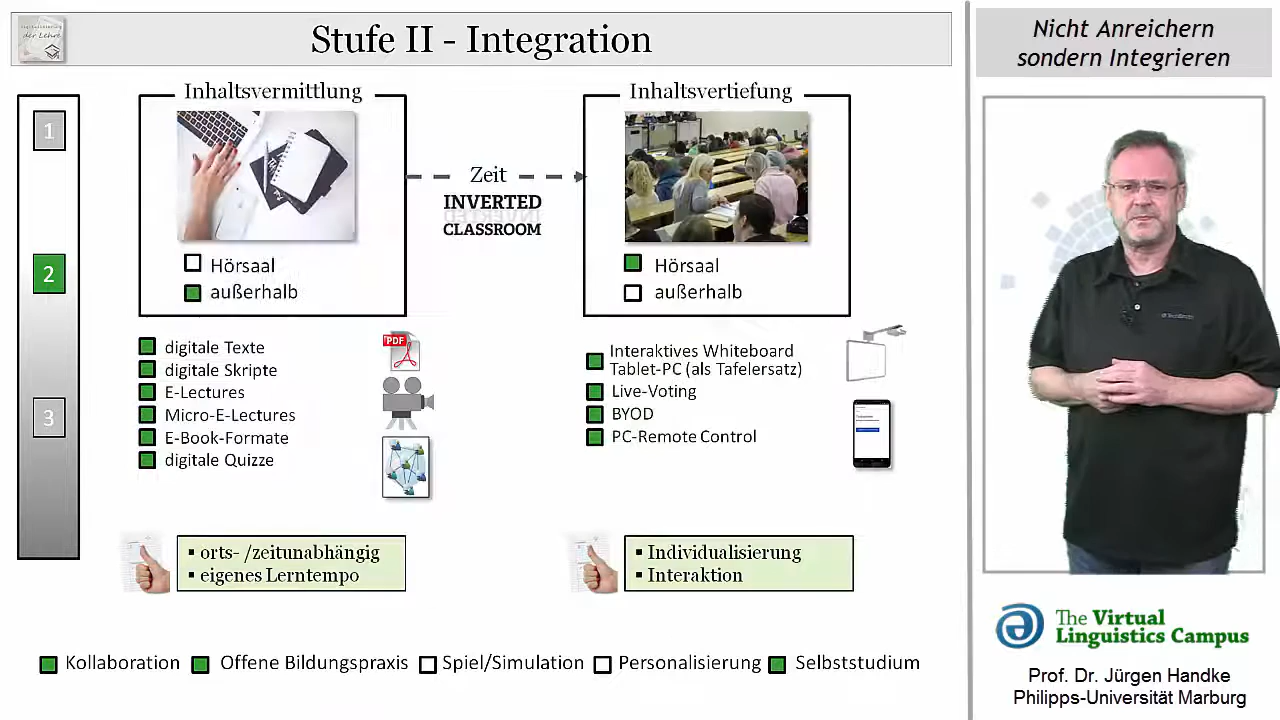 der Lehre
Stufe II - Integration
Nicht Anreichern
sondern Integrieren
1
2
3
Inhaltsvermittlung
Hörsaal
außerhalb
Zeit
INVERTED
CLASSROOM
Inhaltsvertiefung
Hörsaal
außerhalb
digitale Texte
digitale Skripte
E-Lectures
Micro-E-Lectures
E-Book-Formate
digitale Quizze
PDF
Interaktives Whiteboard
Tablet-PC (als Tafelersatz)
Live-Voting
BYOD
PC-Remote Control
▪ orts- /zeitunabhängig
▪ eigenes Lerntempo
▪ Individualisierung
▪ Interaktion
Kollaboration Offene Bildungspraxis Spiel/Simulation Personalisierung Selbststudium
The Virtual
Linguistics Campus
Prof. Dr. Jürgen Handke
Philipps-Universität Marburg